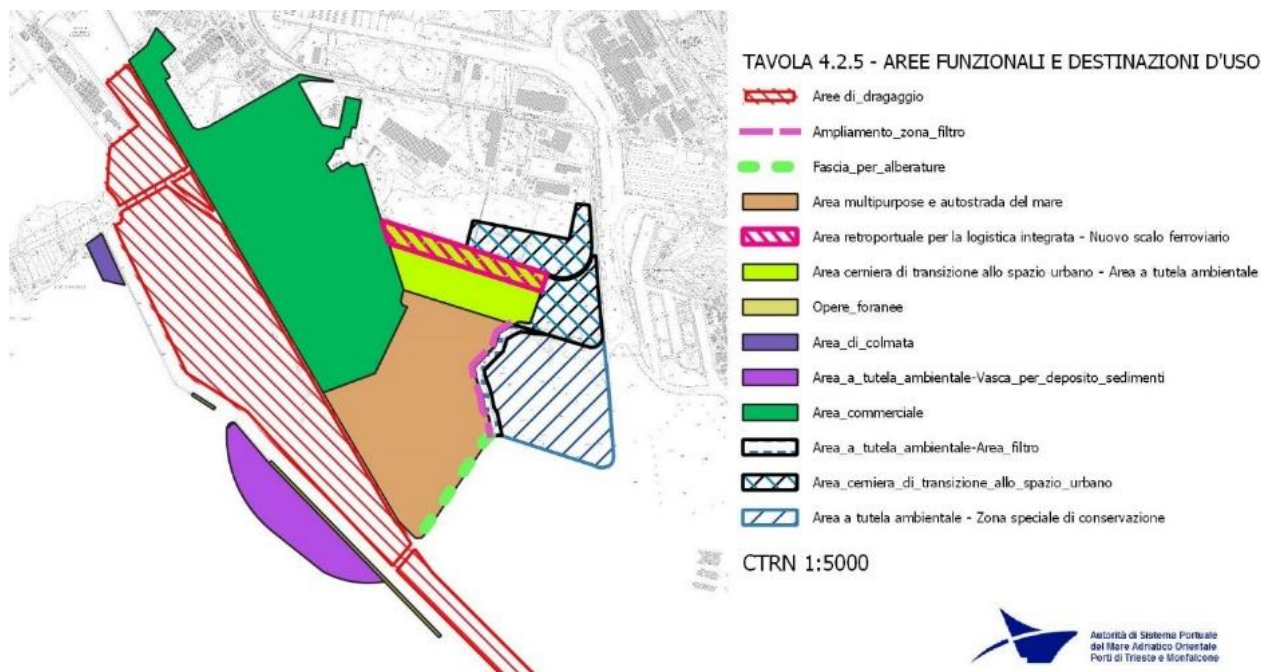 TAVOLA 4.2.5 - AREE FUNZIONALI E DESTINAZIONI D'USO
Aree di_dragaggio
Ampliamento_zona_filtro
Fascia_per_alberature
Area multipurpose e autostrada del mare
Area retroportuale per la logistica integrata - Nuovo scalo ferroviario
Area cerniera di transizione allo spazio urbano - Area a tutela ambientale
Opere_foranee
Area_di_colmata
Area_a_tutela_ambientale-Vasca_per_deposito_sedimenti
Area_commerciale
Area_a_tutela_ambientale-Area_filtro
Area_cerniera_di_transizione_allo_spazio_urbano
Area a tutela ambientale - Zona speciale di conservazione
CTRN 1:5000
Autorità di Sistema Portuale
del Mare Adriatico Orientale
Porti di Trieste e Monfalcone